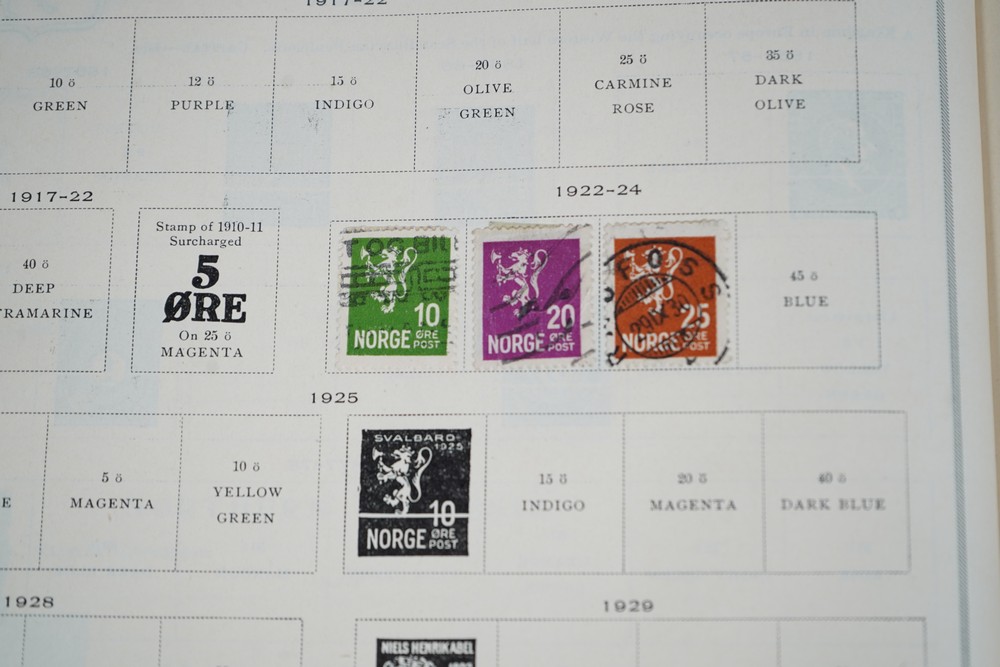 1917-22
10 ö
GREEN
12 ö
PURPLE
15 ö
INDIGO
20 ö
OLIVE
GREEN
25 ö
CARMINE
ROSE
35 ö
DARK
OLIVE
1917-22
40 ö
DEEP
TRAMARINE
Stamp of 1910-11
Surcharged
5
ØRE
On 25 ö
MAGENTA
1922-24
10
NORGE ØRE
POST
20
NORGE ØRE
POST
FOSS
25
NORGE ØRE
POST
45 ö
BLUE
1925
E
5 ö
MAGENTA
10 ö
YELLOW
GREEN
SVALBARD
1925
10
NORGE ØRE
POST
15 ö
INDIGO
20 ö
MAGENTA
40 ö
DARK BLUE
1928
1929
NIELS HENRIK ABEL